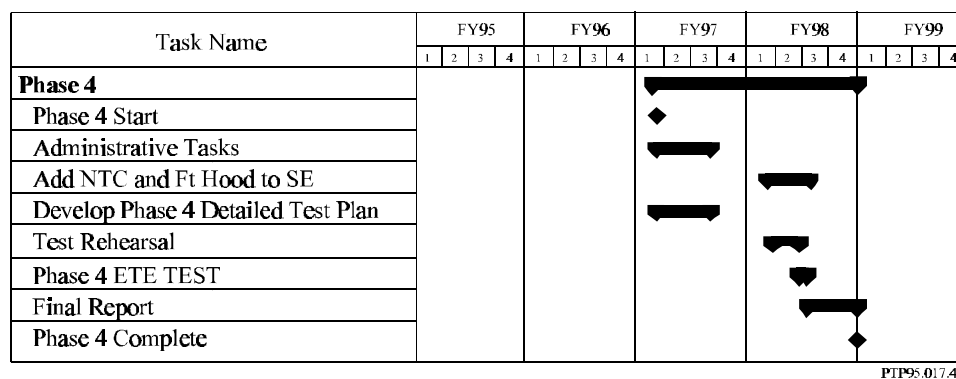 Task Name FY95 FY96 FY97 FY98 FY99
1 2 3 4 1 2 3 4 1 2 3 4 1 2 3 4 1 2 3 4
Phase 4
Phase 4 Start
Administrative Tasks
Add NTC and Ft Hood to SE
Develop Phase 4 Detailed Test Plan
Test Rehearsal
Phase 4 ETE TEST
Final Report
Phase 4 Complete
PTP95.017.4